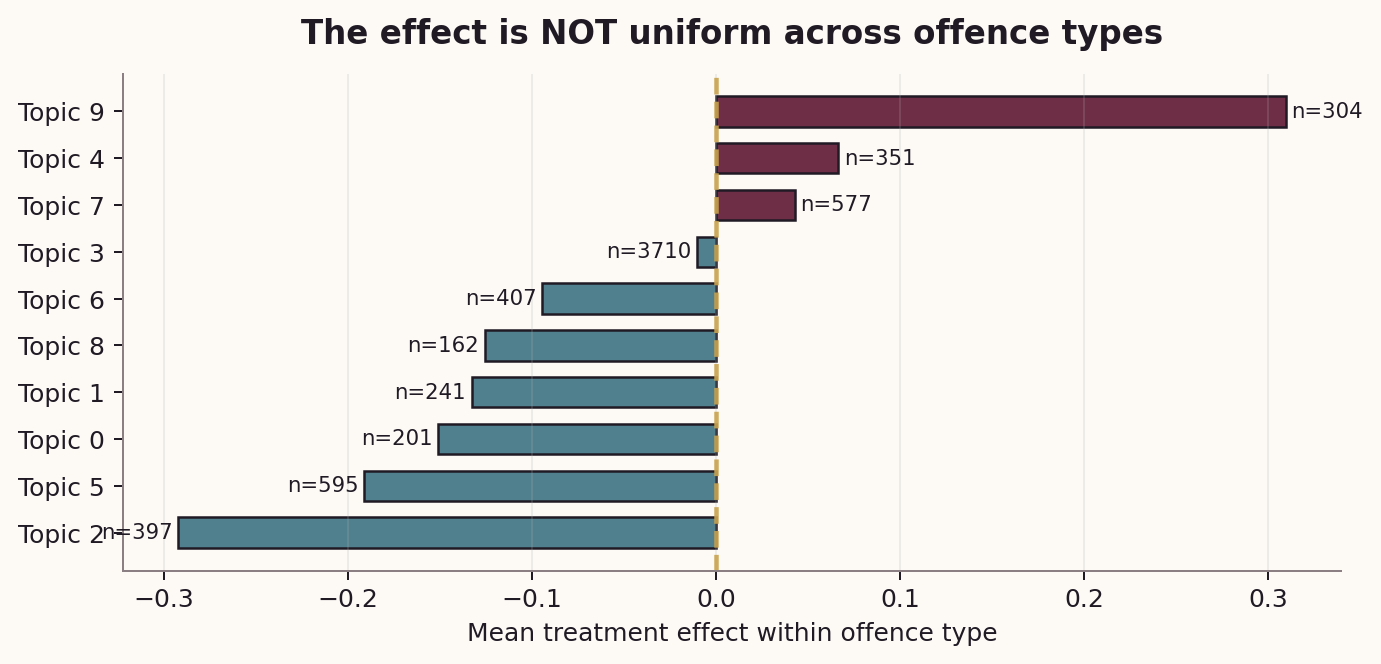 The effect is NOT uniform across offence types
Topic 9 n=304
Topic 4 n=351
Topic 7 n=577
Topic 3 n=3710
Topic 6 n=407
Topic 8 n=162
Topic 1 n=241
Topic 0 n=201
Topic 5 n=595
Topic 2 n=397
−0.3 −0.2 −0.1 0.0 0.1 0.2 0.3
Mean treatment effect within offence type